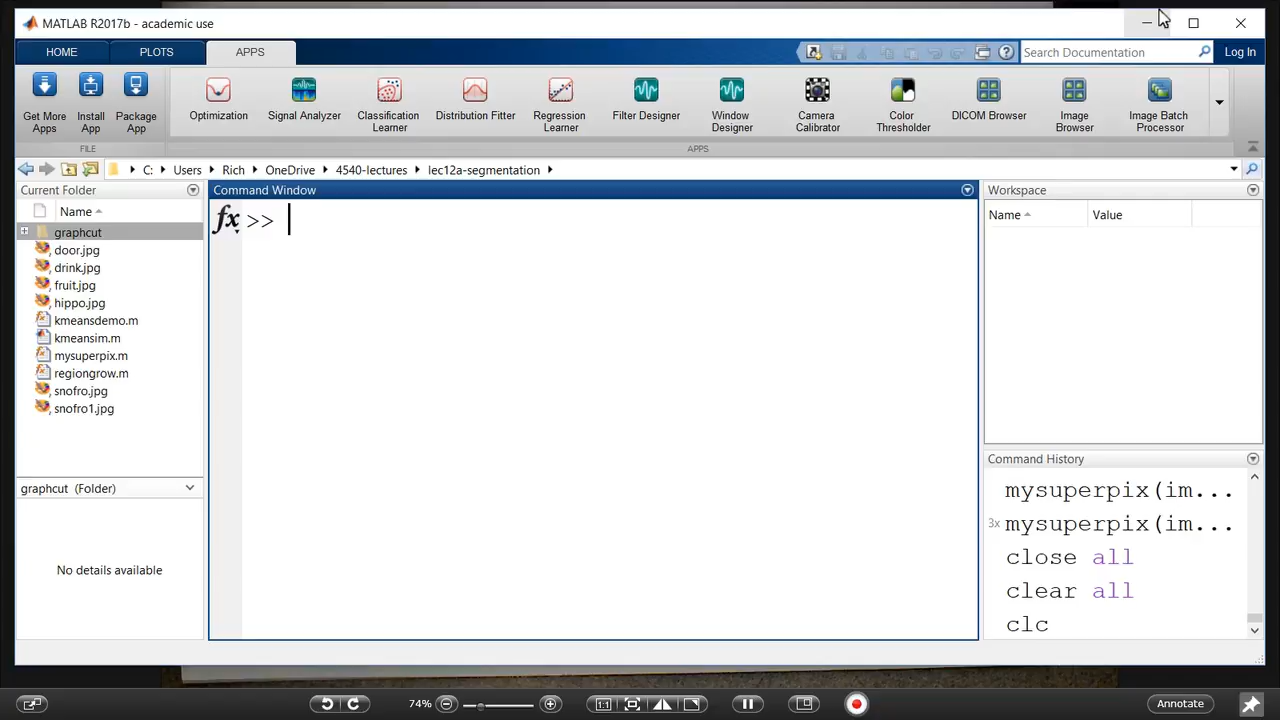 MATLAB R2017b - academic use
HOME
PLOTS
APPS
Search Documentation
Log In
Get More Apps
Install App
Package App
Optimization
Signal Analyzer
Classification Learner
Distribution Fitter
Regression Learner
Filter Designer
Window Designer
Camera Calibrator
Color Thresholder
DICOM Browser
Image Browser
Image Batch Processor
FILE
APPS
C:
Users
Rich
OneDrive
4540-lectures
lec12a-segmentation
Current Folder
Command Window
Workspace
Name
Name
Value
fx >>
graphcut
door.jpg
drink.jpg
fruit.jpg
hippo.jpg
kmeansdemo.m
kmeansim.m
mysuperpix.m
regiongrow.m
snofro.jpg
snofro1.jpg
Command History
graphcut (Folder)
mysuperpix(im...
3x mysuperpix(im...
close all
clear all
clc
No details available
74%
1:1
Annotate